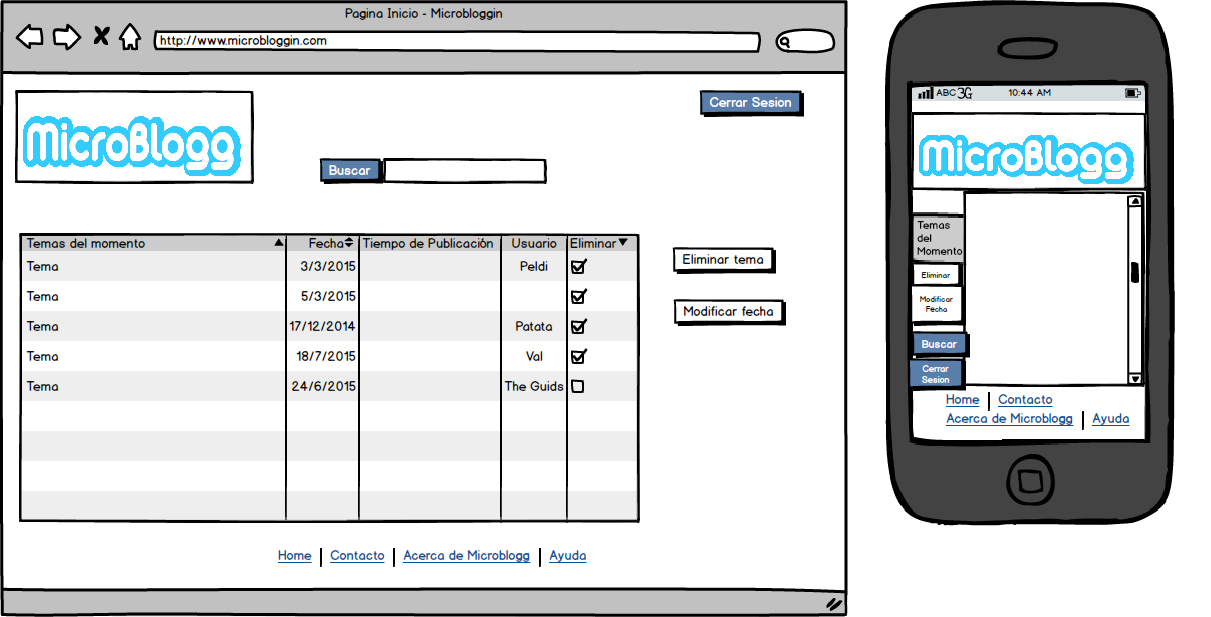 Pagina Inicio - Microbloggin
http://www.microbloggin.com
MicroBlogg
Cerrar Sesion
Buscar
Temas del momento Fecha Tiempo de Publicación Usuario Eliminar
Tema 3/3/2015 Peldi
Tema 5/3/2015
Tema 17/12/2014 Patata
Tema 18/7/2015 Val
Tema 24/6/2015 The Guids
Eliminar tema
Modificar fecha
Home Contacto Acerca de Microblogg Ayuda
ABC 3G 10:44 AM
MicroBlogg
Temas
del
Momento
Eliminar
Modificar
Fecha
Buscar
Cerrar
Sesion
Home Contacto
Acerca de Microblogg Ayuda